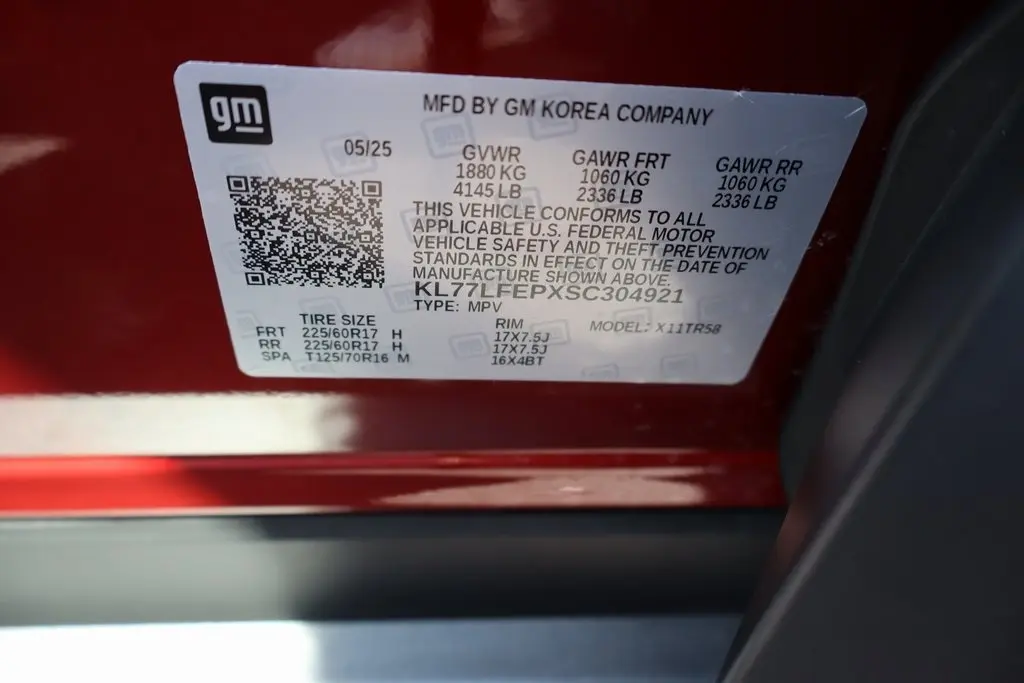 gm
MFD BY GM KOREA COMPANY
05/25
GVWR GAWR FRT GAWR RR
1880 KG 1060 KG 1060 KG
4145 LB 2336 LB 2336 LB
THIS VEHICLE CONFORMS TO ALL
APPLICABLE U.S. FEDERAL MOTOR
VEHICLE SAFETY AND THEFT PREVENTION
STANDARDS IN EFFECT ON THE DATE OF
MANUFACTURE SHOWN ABOVE.
KL77LFEPXSC304921
TYPE: MPV
TIRE SIZE RIM MODEL: X11TR58
FRT 225/60R17 H 17X7.5J
RR 225/60R17 H 17X7.5J
SPA T125/70R16 M 16X4BT